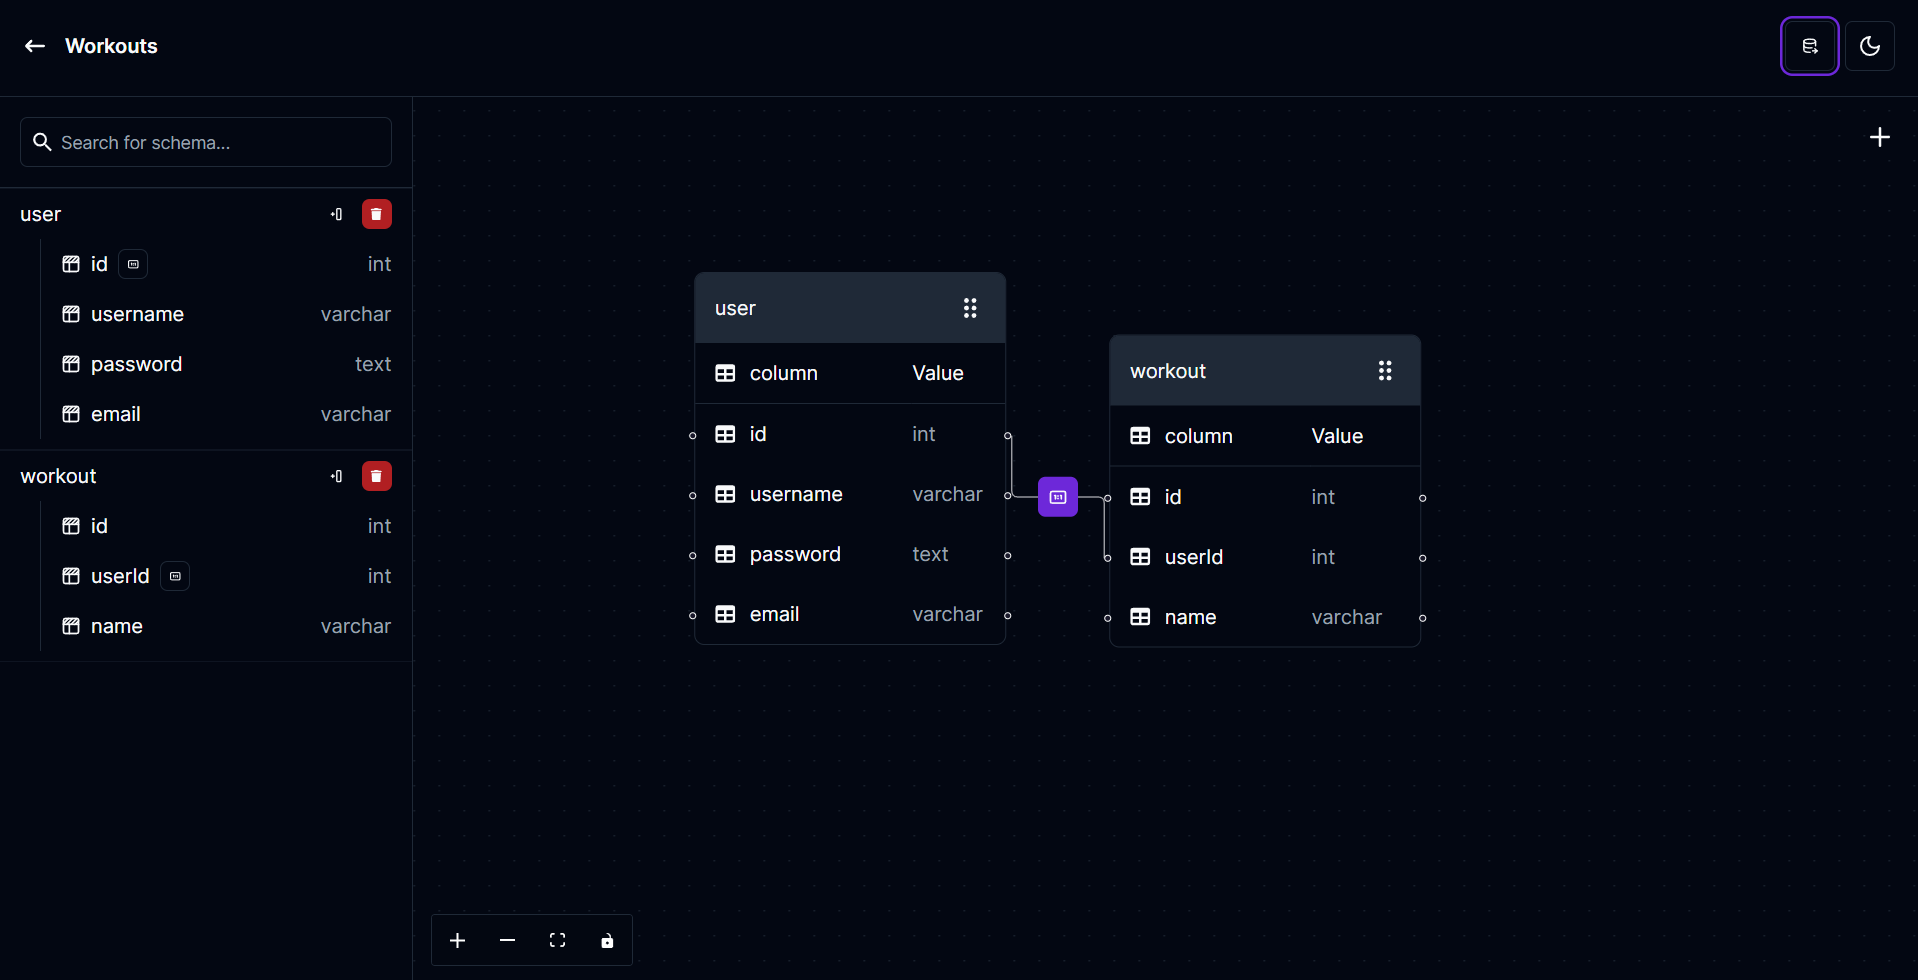 Workouts
Search for schema...
user
id int
username varchar
password text
email varchar
workout
id int
userId int
name varchar
user
column Value
id int
username varchar
password text
email varchar
1:1
workout
column Value
id int
userId int
name varchar